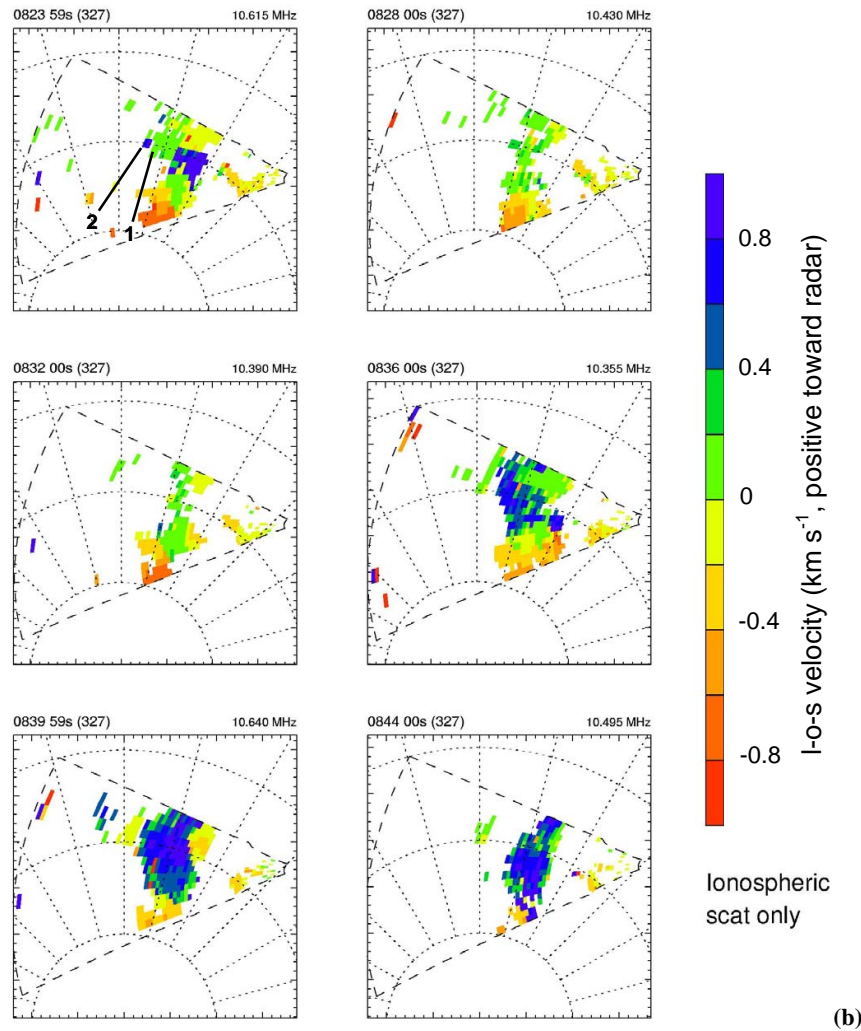 0823 59s (327) 10.615 MHz
0828 00s (327) 10.430 MHz
2
1
0832 00s (327) 10.390 MHz
0836 00s (327) 10.355 MHz
0839 59s (327) 10.640 MHz
0844 00s (327) 10.495 MHz
0.8
0.4
0
-0.4
-0.8
l-o-s velocity (km s⁻¹, positive toward radar)
Ionospheric
scat only
(b)